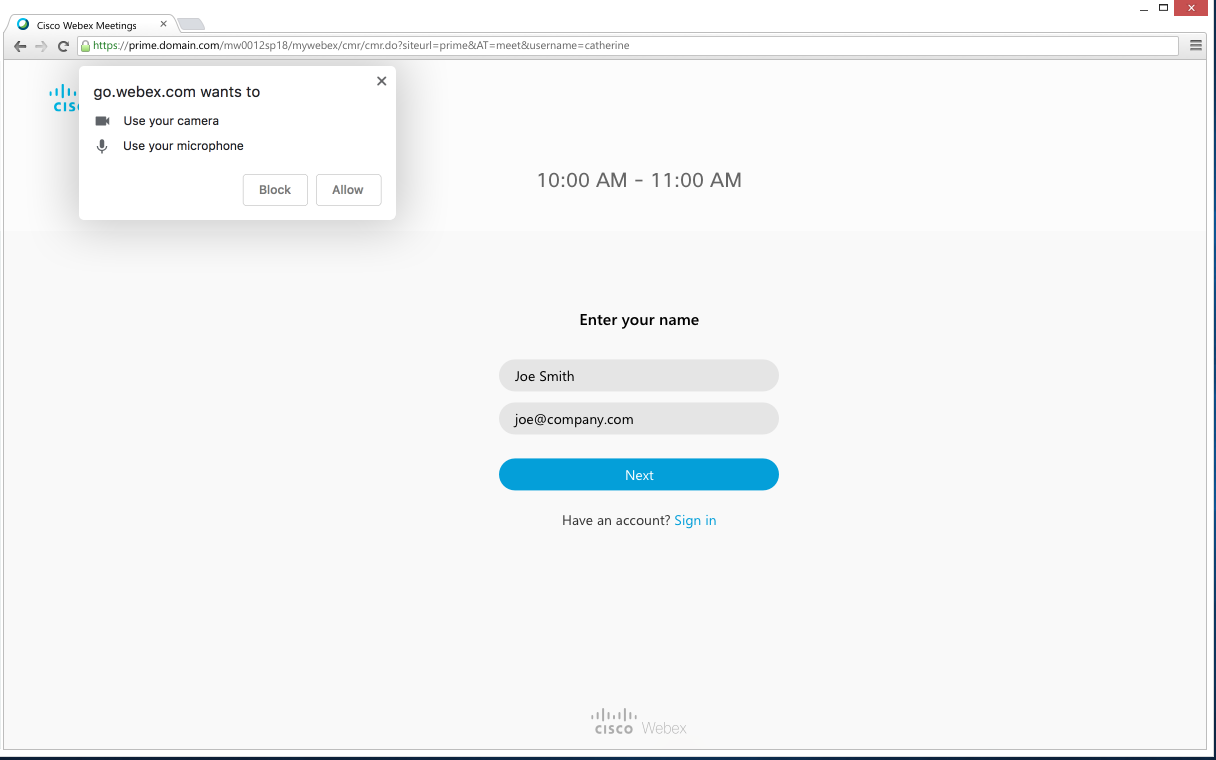 Cisco Webex Meetings
https://prime.domain.com/mw0012sp18/mywebex/cmr/cmr.do?siteurl=prime&AT=meet&username=catherine
go.webex.com wants to
Use your camera
Use your microphone
Block
Allow
10:00 AM - 11:00 AM
Enter your name
Joe Smith
joe@company.com
Next
Have an account? Sign in
CISCO Webex